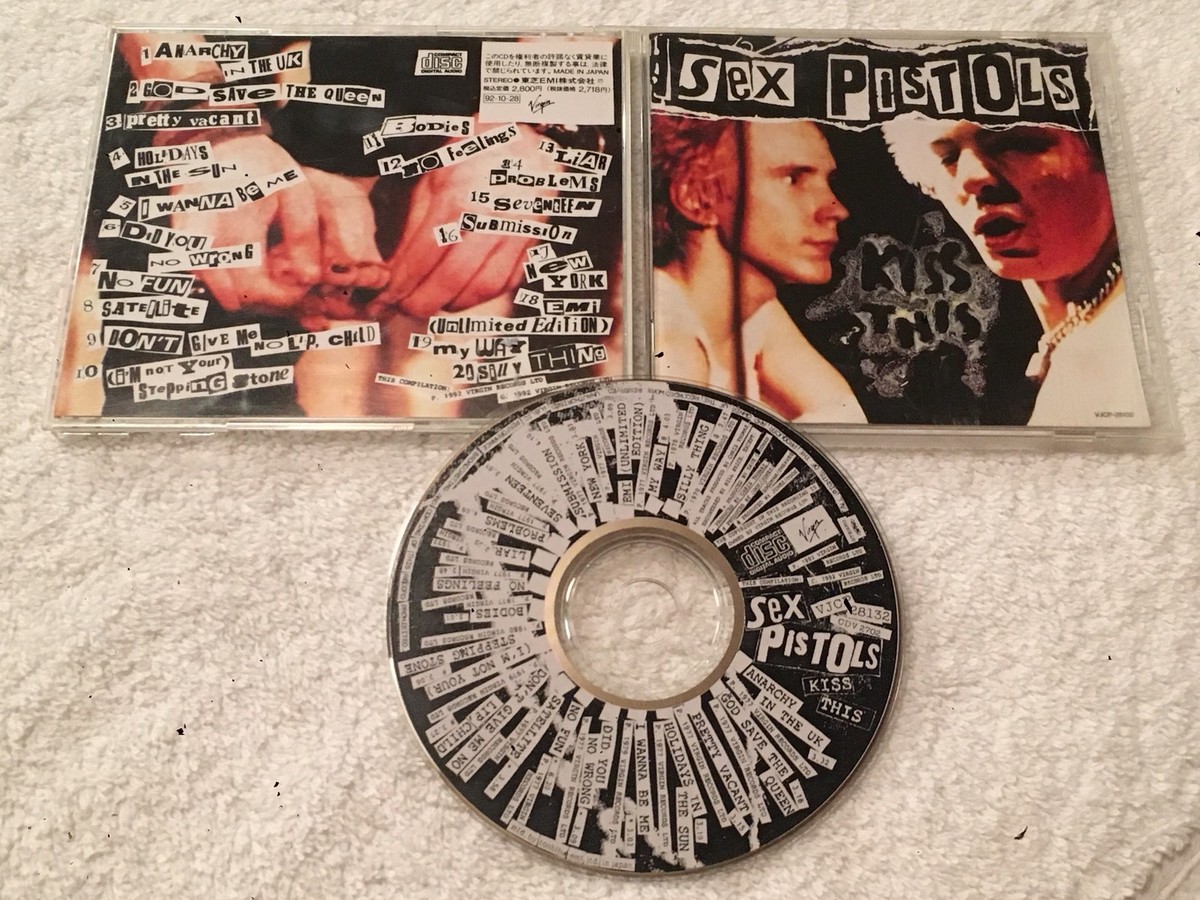 1 ANARCHY
IN THE UK
2 GOD SAVE THE QUEEN
3 pretty vacant
4 HOLIDAYS
IN THE SUN
5 I WANNA BE ME
6 DID YOU
NO WRONG
7 NO FUN
8 SATELLITE
9 DON'T GIVE ME NO LIP, CHILD
10 (I'M NOT YOUR)
STEPPING STONE
11 BODIES
12 NO FEELINGS
13 LIAR
14 PROBLEMS
15 SEVENTEEN
16 SUBMISSION
17 NEW
YORK
18 EMI
(UNLIMITED EDITION)
19 MY WAY
20 SILLY THING
THIS COMPILATION:
P. 1992 VIRGIN RECORDS LTD
COMPACT
disc
DIGITAL AUDIO
このCDを権利者の許諾なく賃貸業に
使用したり、無断複製する事は、法律
で禁じられています。MADE IN JAPAN
STEREO● 東芝EMI株式会社
税込定価 2,800円 (税抜価格 2,718円)
92·10·28
Virgin
SEX PISTOLS
KISS
THIS
COMPACT
disc
DIGITAL AUDIO
Virgin
THIS COMPILATION:
SEX
PISTOLS
VJCP 28132
CDV 2702
KISS
THIS
ANARCHY
IN THE UK
GOD SAVE THE QUEEN
PRETTY VACANT
HOLIDAYS IN
THE SUN
I WANNA BE ME
DID YOU
NO WRONG
NO FUN
SATELLITE
DON'T GIVE ME NO
LIP, CHILD
(I'M NOT YOUR)
STEPPING STONE
BODIES
NO FEELINGS
LIAR
PROBLEMS
SEVENTEEN
SUBMISSION
NEW YORK
EMI (UNLIMITED
EDITION)
MY WAY
SILLY THING